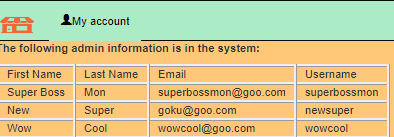 My account
The following admin information is in the system:
First Name Last Name Email Username
Super Boss Mon superbossmon@goo.com superbossmon
New Super goku@goo.com newsuper
Wow Cool wowcool@goo.com wowcool